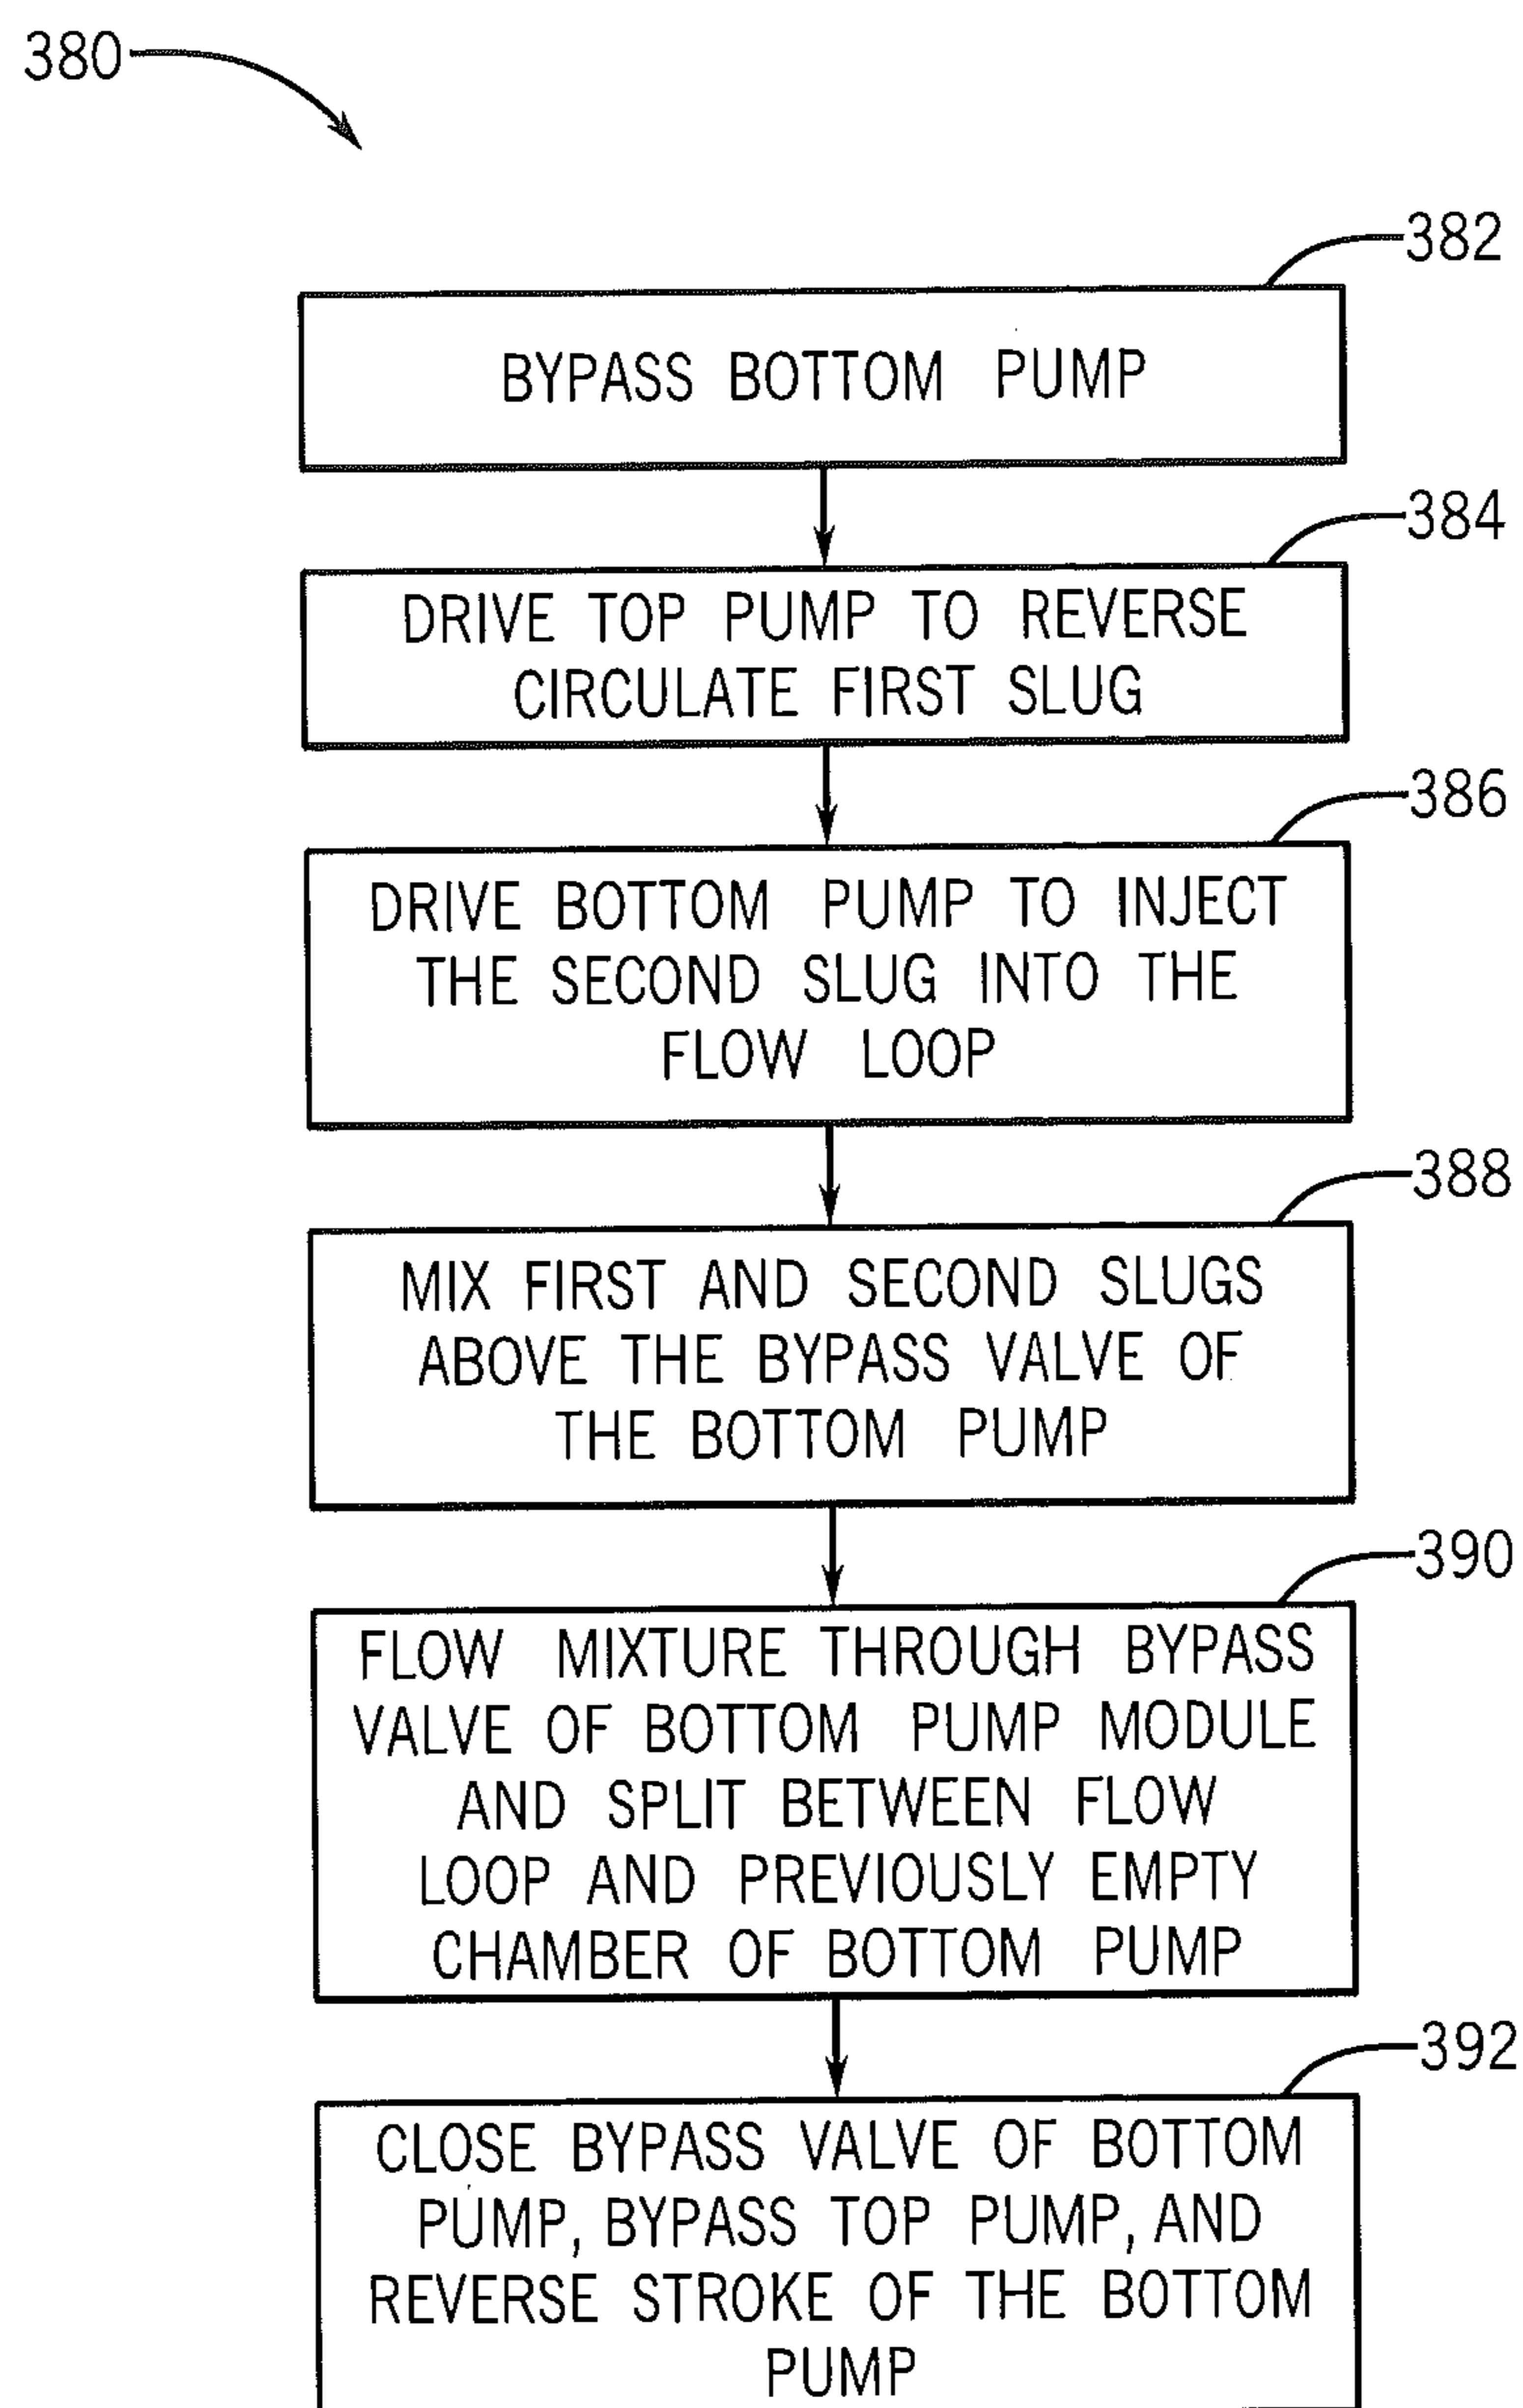 380
382
BYPASS BOTTOM PUMP
384
DRIVE TOP PUMP TO REVERSE
CIRCULATE FIRST SLUG
386
DRIVE BOTTOM PUMP TO INJECT
THE SECOND SLUG INTO THE
FLOW LOOP
388
MIX FIRST AND SECOND SLUGS
ABOVE THE BYPASS VALVE OF
THE BOTTOM PUMP
390
FLOW MIXTURE THROUGH BYPASS
VALVE OF BOTTOM PUMP MODULE
AND SPLIT BETWEEN FLOW
LOOP AND PREVIOUSLY EMPTY
CHAMBER OF BOTTOM PUMP
392
CLOSE BYPASS VALVE OF BOTTOM
PUMP, BYPASS TOP PUMP, AND
REVERSE STROKE OF THE BOTTOM
PUMP